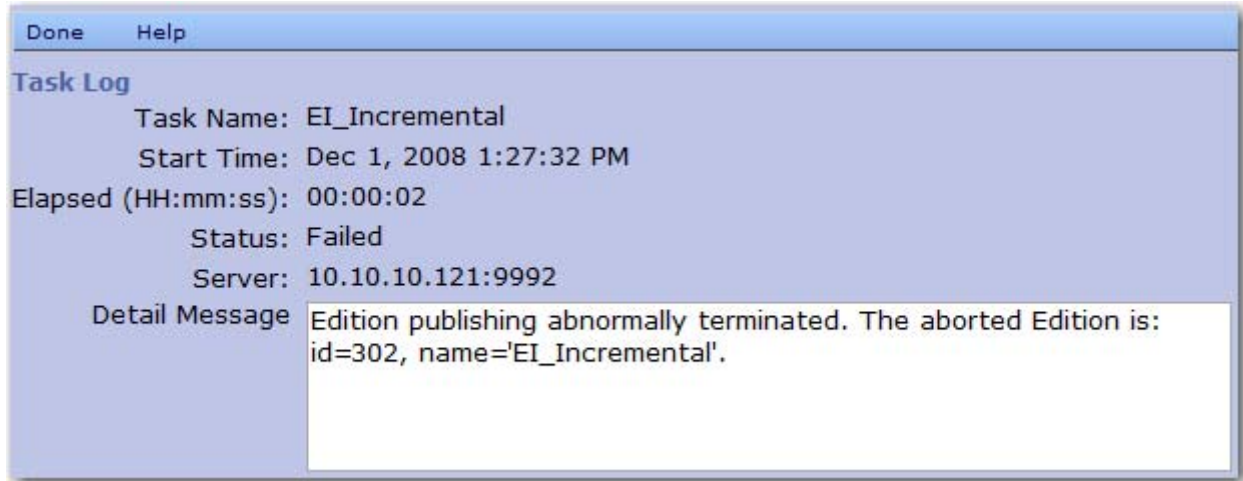 Done Help
Task Log
Task Name: EI_Incremental
Start Time: Dec 1, 2008 1:27:32 PM
Elapsed (HH:mm:ss): 00:00:02
Status: Failed
Server: 10.10.10.121:9992
Detail Message Edition publishing abnormally terminated. The aborted Edition is:
id=302, name='EI_Incremental'.